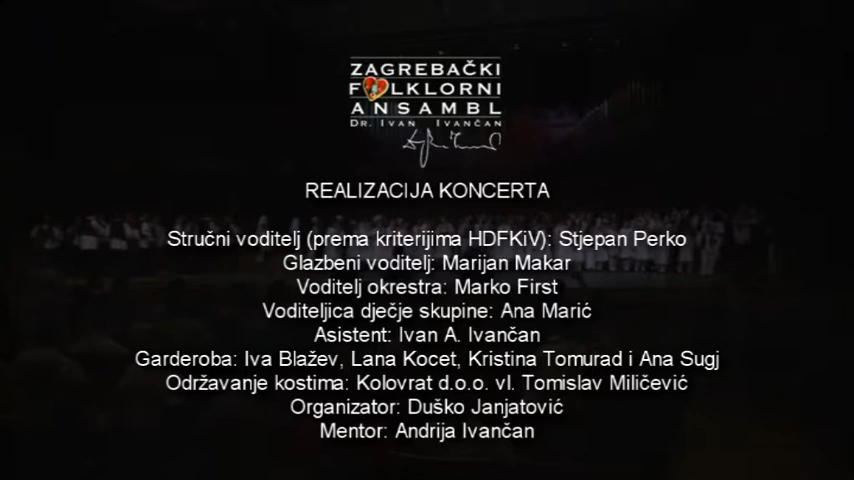 ZAGREBAČKI
FOLKLORNI
ANSAMBL
DR. IVAN IVANČAN
REALIZACIJA KONCERTA
Stručni voditelj (prema kriterijima HDFKiV): Stjepan Perko
Glazbeni voditelj: Marijan Makar
Voditelj okrestra: Marko First
Voditeljica dječje skupine: Ana Marić
Asistent: Ivan A. Ivančan
Garderoba: Iva Blažev, Lana Kocet, Kristina Tomurad i Ana Sugj
Održavanje kostima: Kolovrat d.o.o. vl. Tomislav Miličević
Organizator: Duško Janjatović
Mentor: Andrija Ivančan